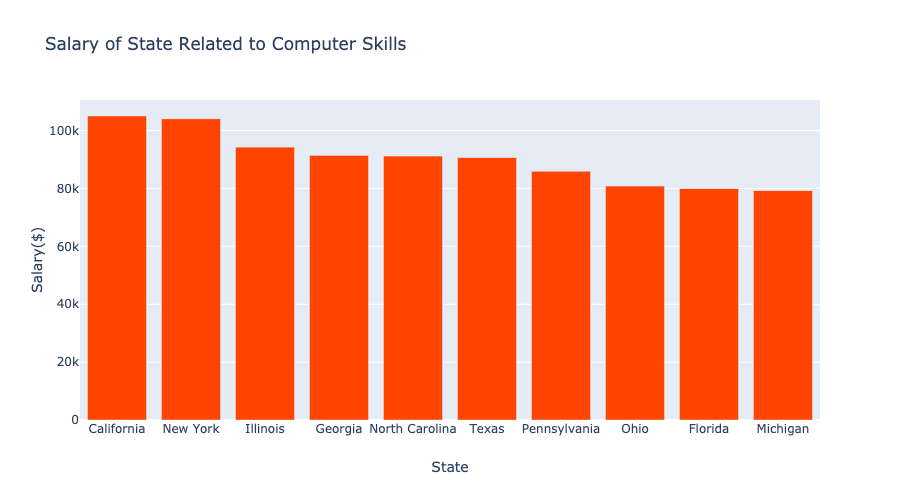 Salary of State Related to Computer Skills
Salary($)
100k
80k
60k
40k
20k
0
California New York Illinois Georgia North Carolina Texas Pennsylvania Ohio Florida Michigan
State